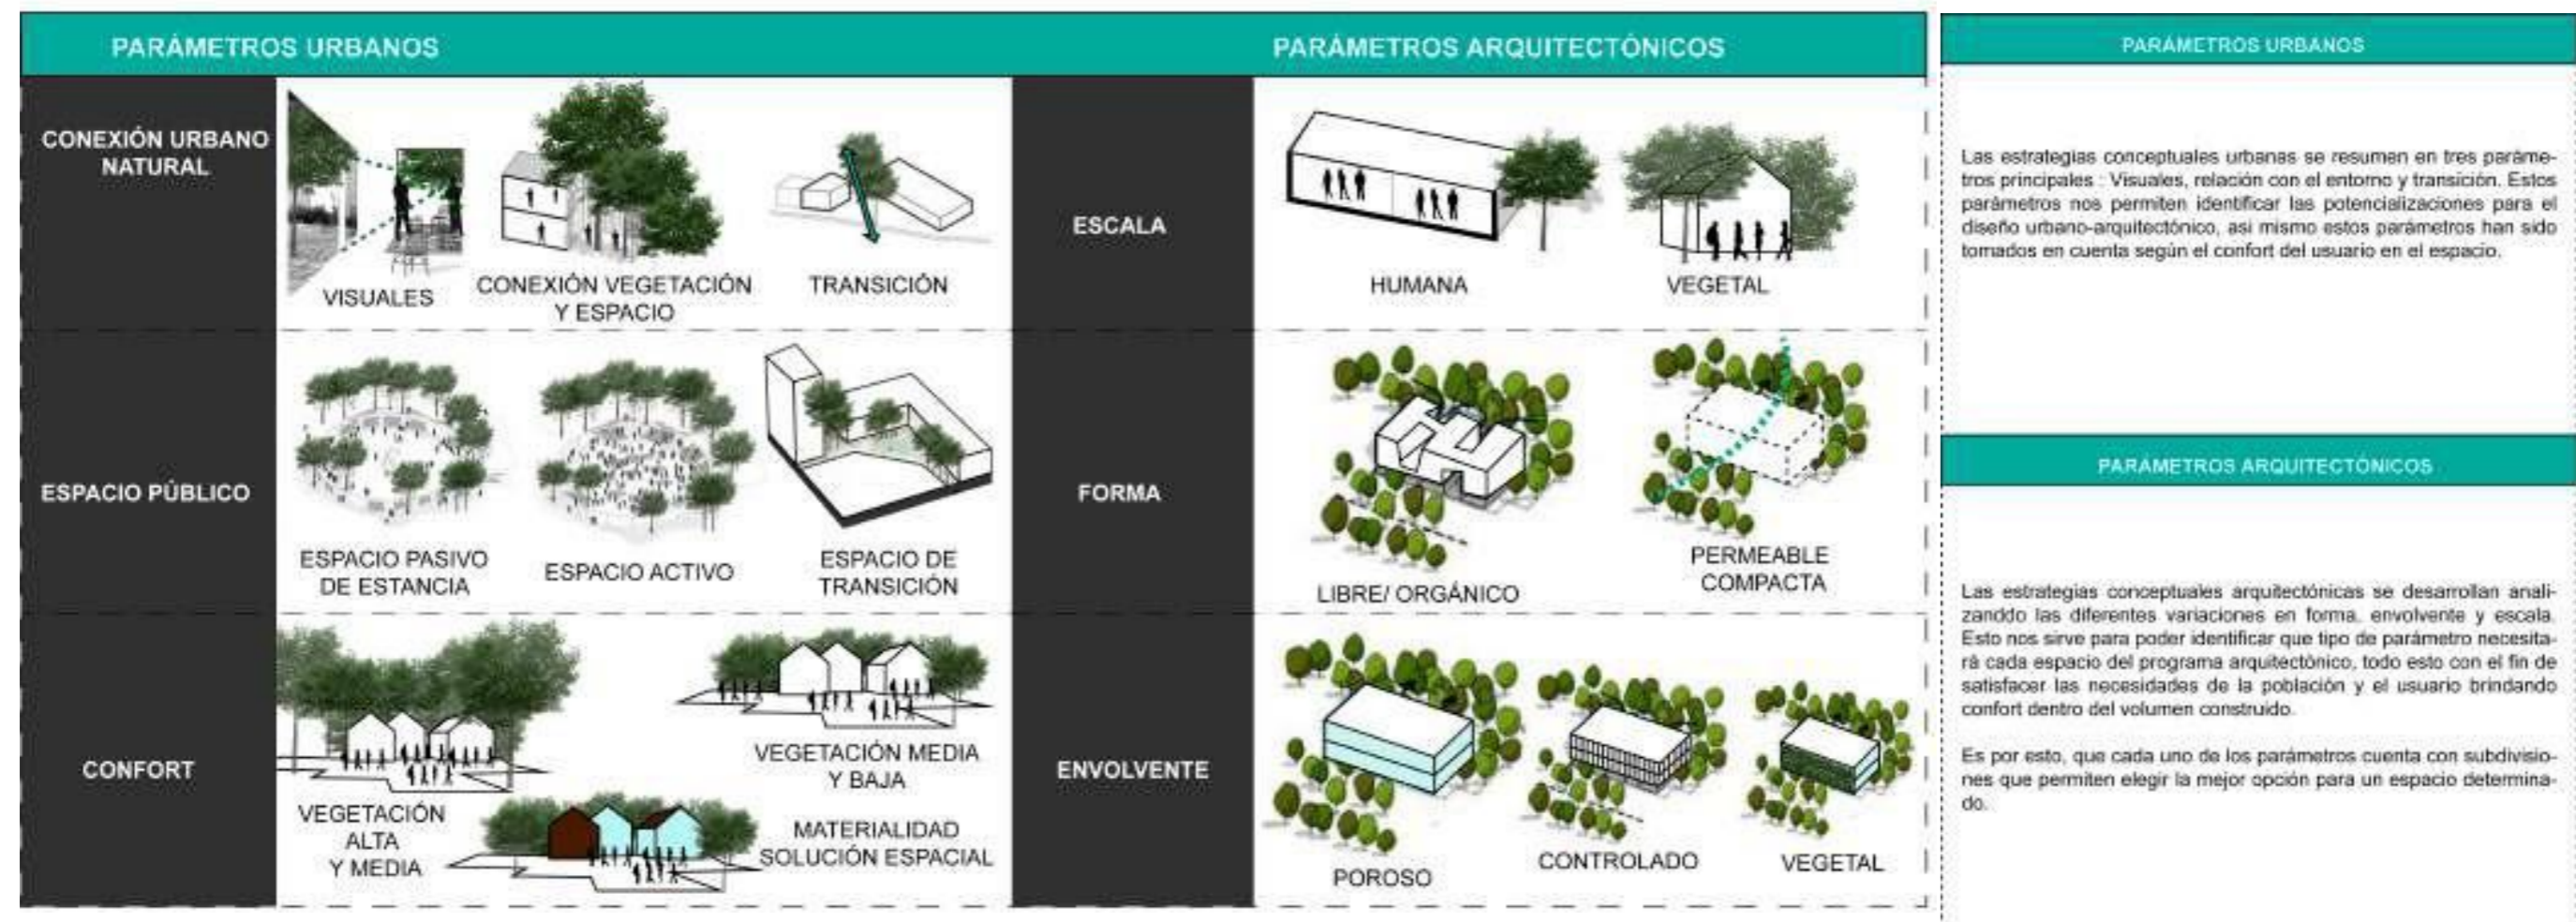 PARÁMETROS URBANOS
PARÁMETROS ARQUITECTÓNICOS
CONEXIÓN URBANO
NATURAL
VISUALES
CONEXIÓN VEGETACIÓN
Y ESPACIO
TRANSICIÓN
ESCALA
HUMANA
VEGETAL
ESPACIO PÚBLICO
ESPACIO PASIVO
DE ESTANCIA
ESPACIO ACTIVO
ESPACIO DE
TRANSICIÓN
FORMA
LIBRE/ ORGÁNICO
PERMEABLE
COMPACTA
CONFORT
VEGETACIÓN
ALTA
Y MEDIA
VEGETACIÓN MEDIA
Y BAJA
MATERIALIDAD
SOLUCIÓN ESPACIAL
ENVOLVENTE
POROSO
CONTROLADO
VEGETAL
PARÁMETROS URBANOS
Las estrategias conceptuales urbanas se resumen en tres paráme-
tros principales : Visuales, relación con el entorno y transición. Estos
parámetros nos permiten identificar las potencializaciones para el
diseño urbano-arquitectónico, asi mismo estos parámetros han sido
tomados en cuenta según el confort del usuario en el espacio.
PARAMETROS ARQUITECTÓNICOS
Las estrategias conceptuales arquitectónicas se desarrollan anali-
zanddo las diferentes variaciones en forma, envolvente y escala.
Esto nos sirve para poder identificar que tipo de parámetro necesita-
rá cada espacio del programa arquitectónico, todo esto con el fin de
satisfacer las necesidades de la población y el usuario brindando
confort dentro del volumen construido.
Es por esto, que cada uno de los parámetros cuenta con subdivisio-
nes que permiten elegir la mejor opción para un espacio determina-
do.